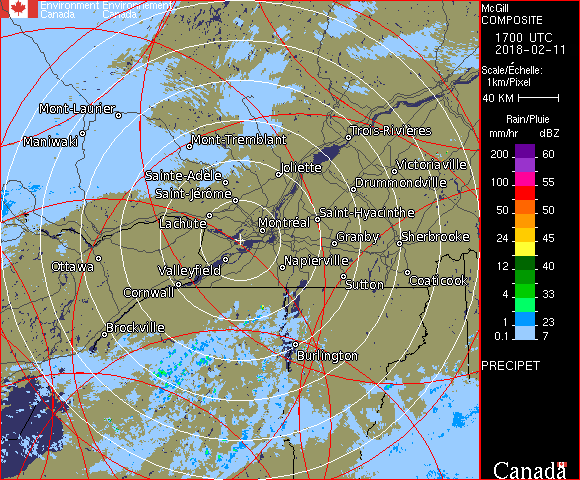 Environment Environnement
Canada Canada
McGill
COMPOSITE
1700 UTC
2018-02-11
Scale/Échelle:
1km/Pixel
40 KM
Rain/Pluie
mm/hr dBZ
200 60
150 57
100 55
50 50
24 45
12 40
4 33
1 23
0.1 7
PRECIPET
Canada
Mont-Laurier
Maniwaki
Mont-Tremblant
Trois-Rivières
Sainte-Adèle
Joliette
Victoriaville
Saint-Jérôme
Drummondville
Lachute
Montréal
Saint-Hyacinthe
Granby
Sherbrooke
Ottawa
Valleyfield
Napierville
Cornwall
Sutton
Coaticook
Brockville
Burlington